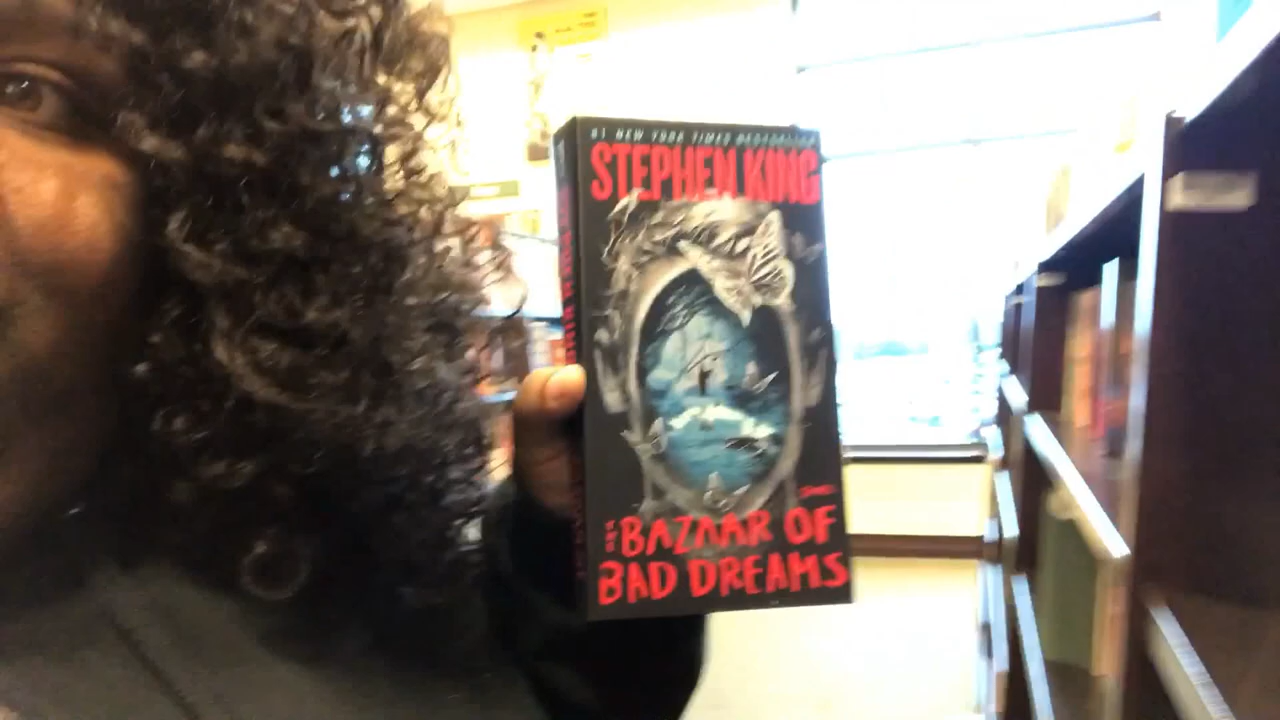 #1 NEW YORK TIMES BESTSELLER
STEPHEN KING
THE BAZAAR OF
BAD DREAMS